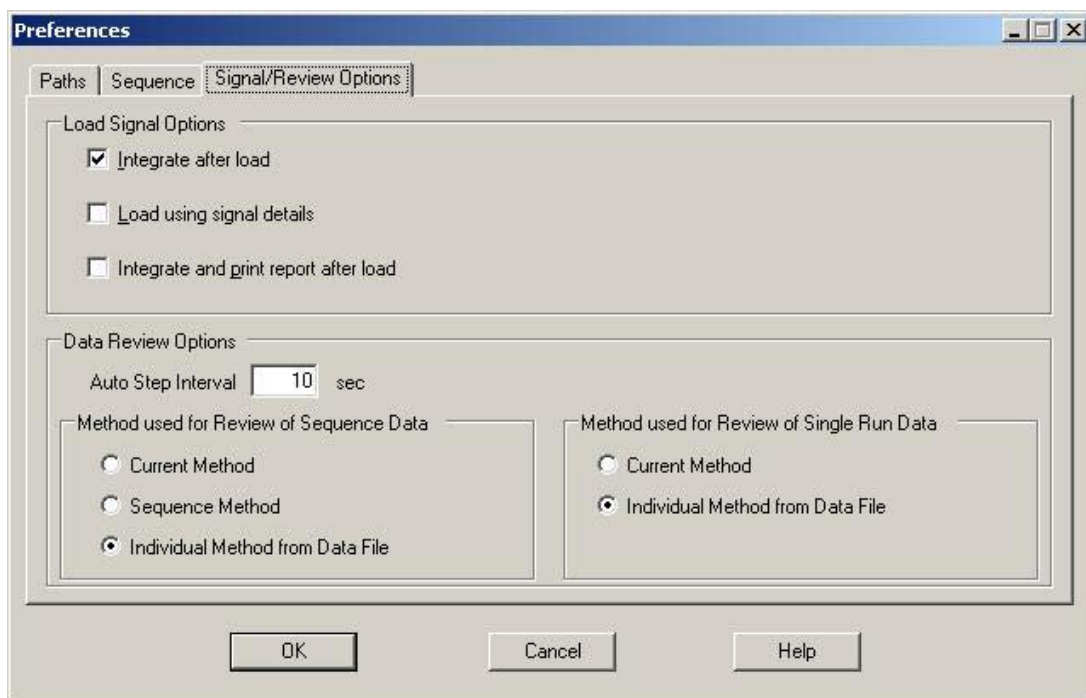 Preferences
Paths Sequence Signal/Review Options
Load Signal Options
Integrate after load
Load using signal details
Integrate and print report after load
Data Review Options
Auto Step Interval 10 sec
Method used for Review of Sequence Data
Current Method
Sequence Method
Individual Method from Data File
Method used for Review of Single Run Data
Current Method
Individual Method from Data File
OK Cancel Help